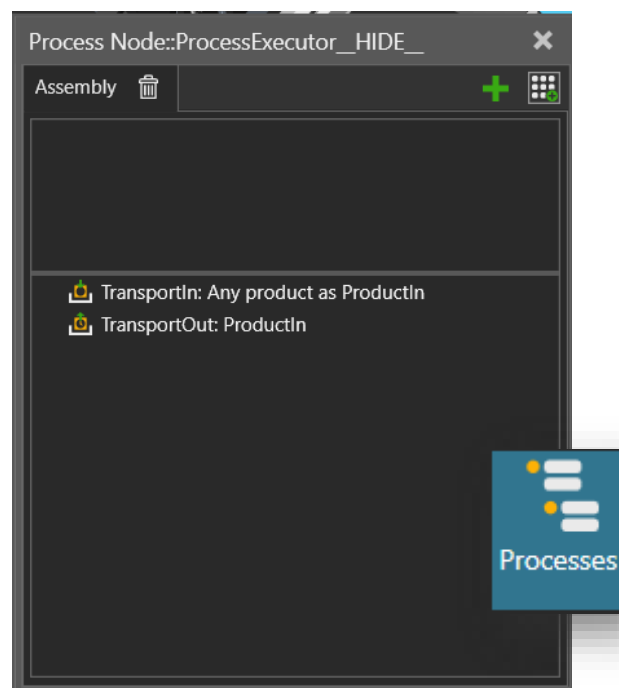 Process Node::ProcessExecutor__HIDE__
Assembly
TransportIn: Any product as ProductIn
TransportOut: ProductIn
Processes